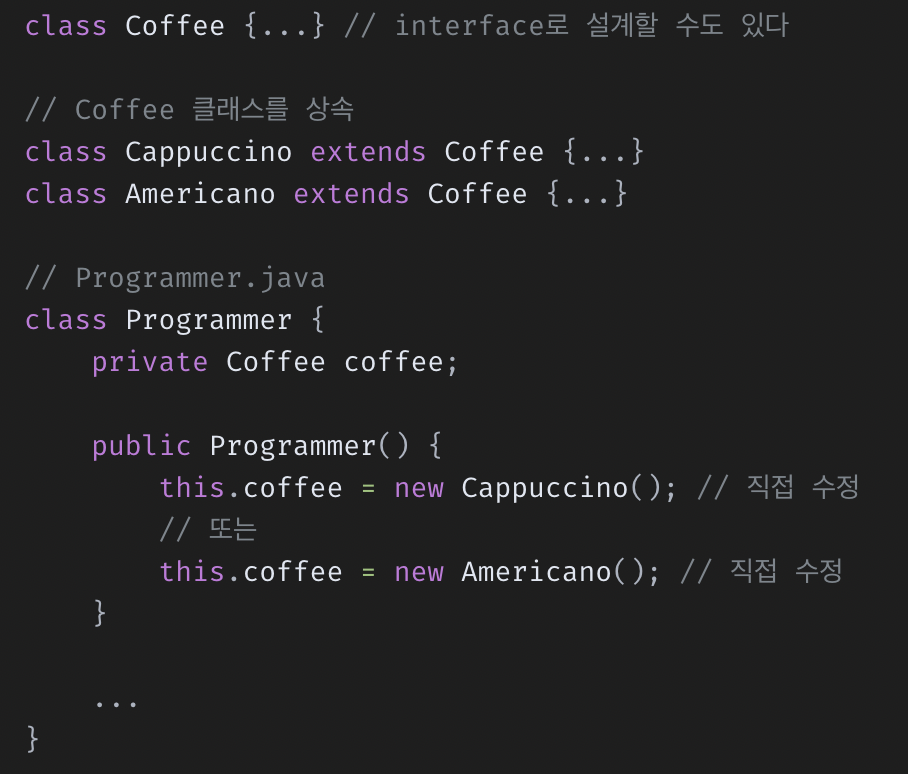 class Coffee {...} // interface로 설계할 수도 있다
// Coffee 클래스를 상속
class Cappuccino extends Coffee {...}
class Americano extends Coffee {...}
// Programmer.java
class Programmer {
    private Coffee coffee;
    public Programmer() {
        this.coffee = new Cappuccino(); // 직접 수정
        // 또는
        this.coffee = new Americano(); // 직접 수정
    }
    ...
}